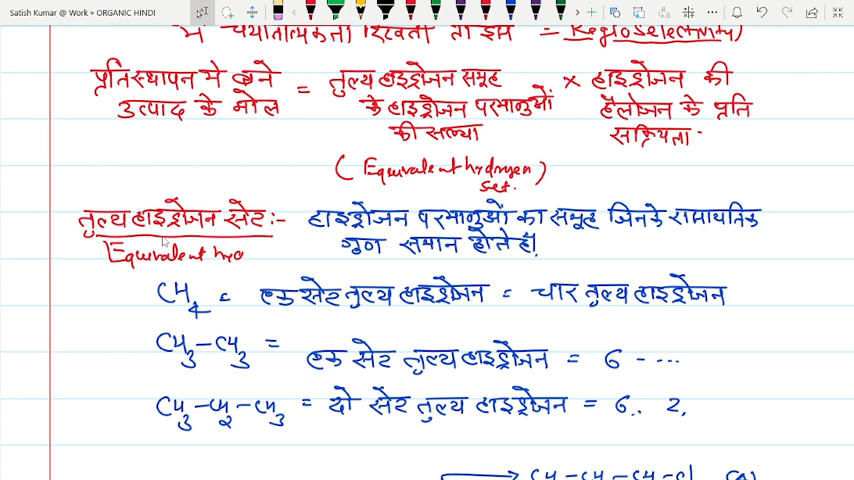 Satish Kumar @ Work » ORGANIC HINDI
= Regioselectivity)
प्रतिस्थापन मे बने उत्पाद के मोल = तुल्य हाइड्रोजन समूह के हाइड्रोजन परमाणुओं की सख्या × हाइड्रोजन की हैलोजन के प्रति सक्रियता.
(Equivalent hydrogen set.)
तुल्य हाइड्रोजन सेट:- हाइड्रोजन परमाणुओं का समूह जिनके रासायनिक
Equivalent hyd गुण समान होते हैं।
CH4 = एक सेट तुल्य हाइड्रोजन = चार तुल्य हाइड्रोजन
CH3-CH3 = एक सेट तुल्य हाइड्रोजन = 6 - ...
CH3-CH2-CH3 = दो सेट तुल्य हाइड्रोजन = 6.. 2,